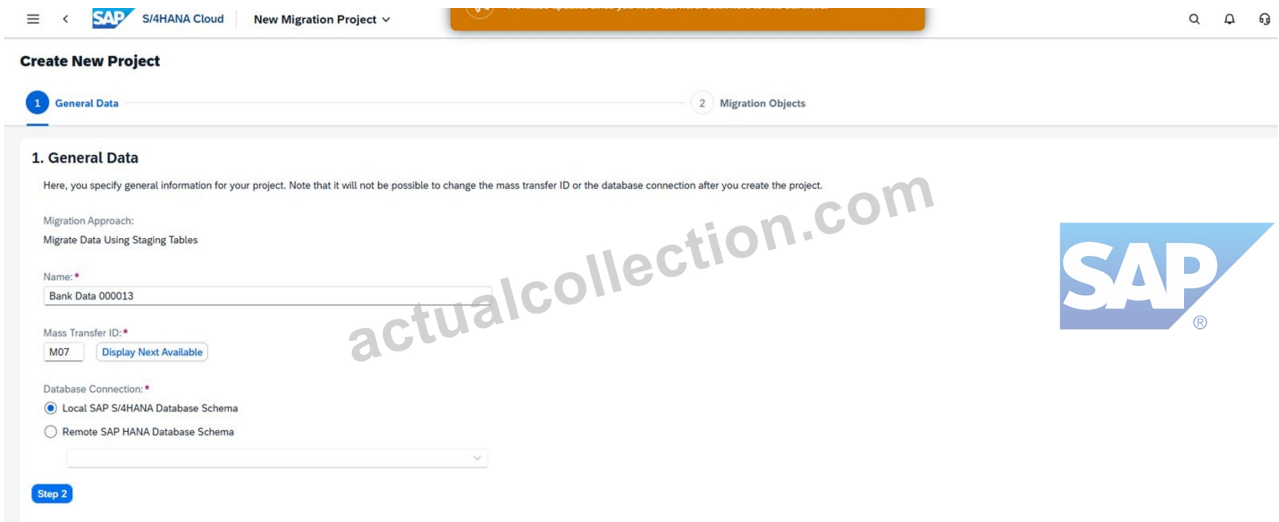 SAP S/4HANA Cloud New Migration Project
Create New Project
1 General Data 2 Migration Objects
1. General Data
Here, you specify general information for your project. Note that it will not be possible to change the mass transfer ID or the database connection after you create the project.
Migration Approach:
Migrate Data Using Staging Tables
Name:*
Bank Data 000013
Mass Transfer ID:*
M07 Display Next Available
Database Connection:*
Local SAP S/4HANA Database Schema
Remote SAP HANA Database Schema
Step 2
actualcollection.com
SAP ®